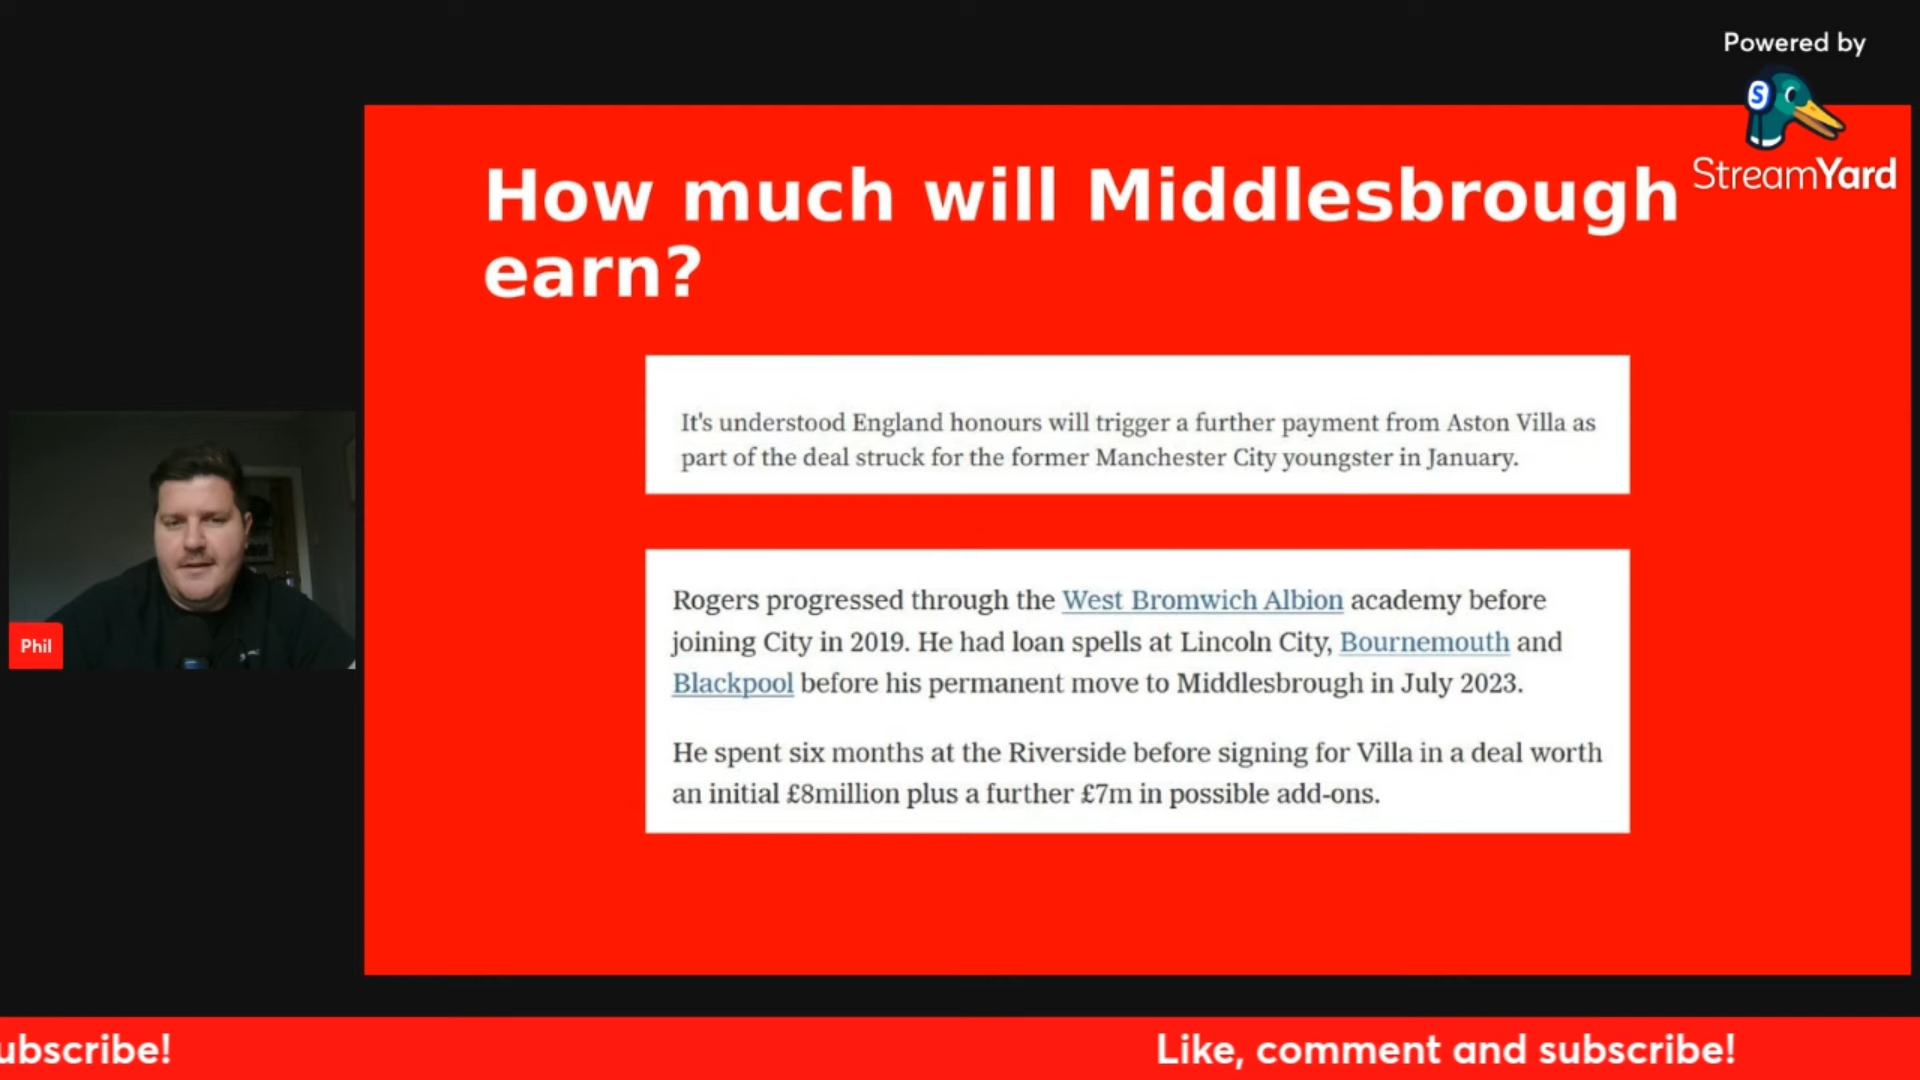 Powered by
S
StreamYard
How much will Middlesbrough
earn?
It's understood England honours will trigger a further payment from Aston Villa as
part of the deal struck for the former Manchester City youngster in January.
Rogers progressed through the West Bromwich Albion academy before
joining City in 2019. He had loan spells at Lincoln City, Bournemouth and
Blackpool before his permanent move to Middlesbrough in July 2023.
He spent six months at the Riverside before signing for Villa in a deal worth
an initial £8million plus a further £7m in possible add-ons.
Phil
ubscribe!
Like, comment and subscribe!